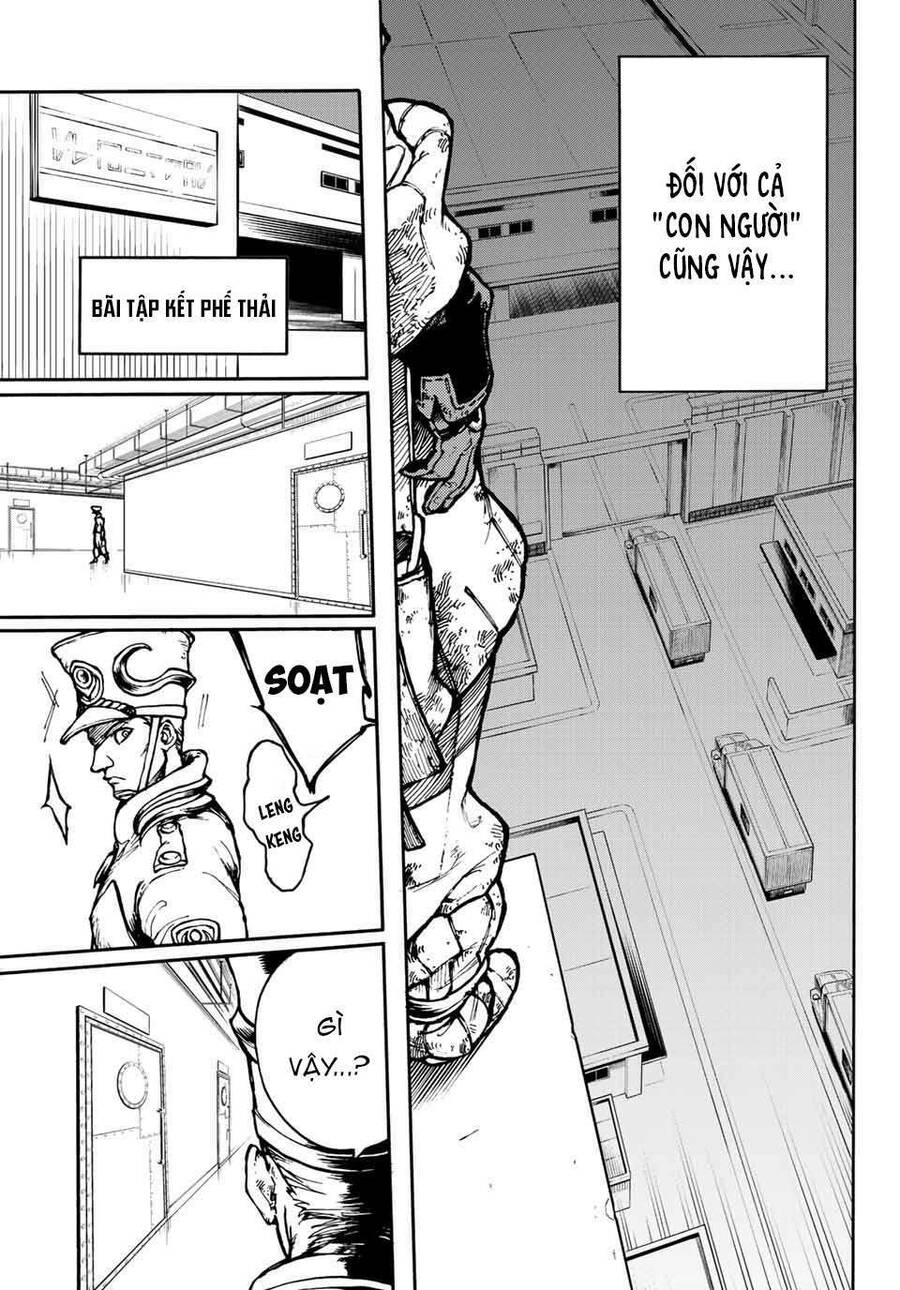 ĐỐI VỚI CẢ
"CON NGƯỜI"
CŨNG VẬY...
BÃI TẬP KẾT PHẾ THẢI
SOẠT
LENG
KENG
GÌ
VẬY...?